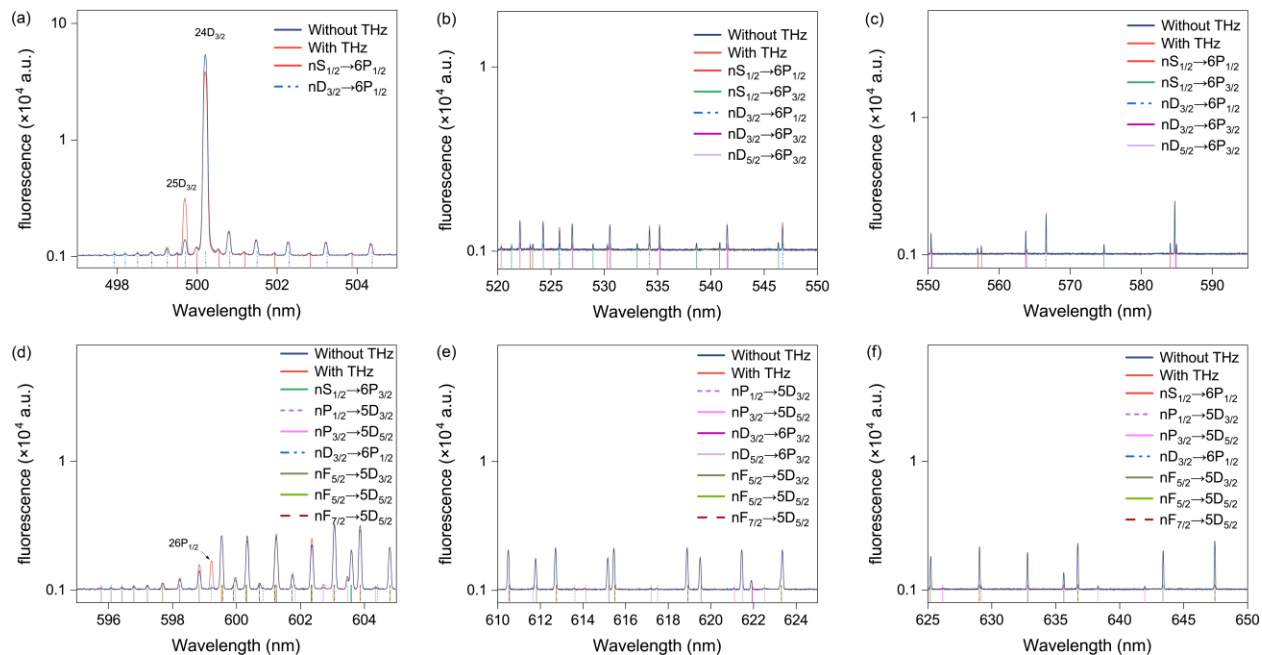 (a)
10
1
0.1
fluorescence (×10⁴ a.u.)
24D₃/₂
25D₃/₂
Without THz
With THz
nS₁/₂→6P₁/₂
nD₃/₂→6P₁/₂
498 500 502 504
Wavelength (nm)
(b)
1
0.1
fluorescence (×10⁴ a.u.)
Without THz
With THz
nS₁/₂→6P₁/₂
nS₁/₂→6P₃/₂
nD₃/₂→6P₁/₂
nD₃/₂→6P₃/₂
nD₅/₂→6P₃/₂
520 525 530 535 540 545 550
Wavelength (nm)
(c)
1
0.1
fluorescence (×10⁴ a.u.)
Without THz
With THz
nS₁/₂→6P₁/₂
nS₁/₂→6P₃/₂
nD₃/₂→6P₁/₂
nD₃/₂→6P₃/₂
nD₅/₂→6P₃/₂
550 560 570 580 590
Wavelength (nm)
(d)
1
0.1
fluorescence (×10⁴ a.u.)
26P₁/₂
Without THz
With THz
nS₁/₂→6P₃/₂
nP₁/₂→5D₃/₂
nP₃/₂→5D₅/₂
nD₃/₂→6P₁/₂
nF₅/₂→5D₃/₂
nF₅/₂→5D₅/₂
nF₇/₂→5D₅/₂
596 598 600 602 604
Wavelength (nm)
(e)
1
0.1
fluorescence (×10⁴ a.u.)
Without THz
With THz
nP₁/₂→5D₃/₂
nP₃/₂→5D₅/₂
nD₃/₂→6P₃/₂
nD₅/₂→6P₃/₂
nF₅/₂→5D₃/₂
nF₅/₂→5D₅/₂
nF₇/₂→5D₅/₂
610 612 614 616 618 620 622 624
Wavelength (nm)
(f)
1
0.1
fluorescence (×10⁴ a.u.)
Without THz
With THz
nS₁/₂→6P₁/₂
nP₁/₂→5D₃/₂
nP₃/₂→5D₅/₂
nD₃/₂→6P₁/₂
nF₅/₂→5D₃/₂
nF₅/₂→5D₅/₂
nF₇/₂→5D₅/₂
625 630 635 640 645 650
Wavelength (nm)